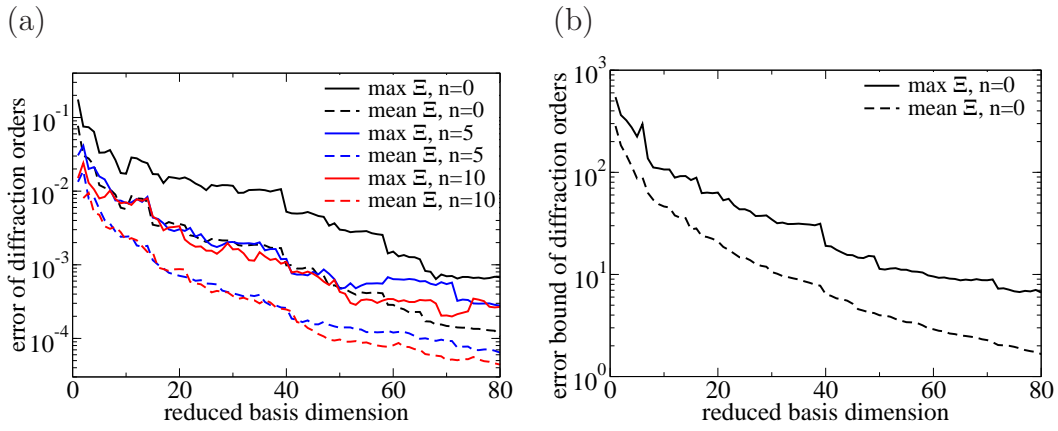 (a)
error of diffraction orders
10^-1
10^-2
10^-3
10^-4
max Ξ, n=0
mean Ξ, n=0
max Ξ, n=5
mean Ξ, n=5
max Ξ, n=10
mean Ξ, n=10
0 20 40 60 80
reduced basis dimension
(b)
error bound of diffraction orders
10^3
10^2
10^1
10^0
max Ξ, n=0
mean Ξ, n=0
0 20 40 60 80
reduced basis dimension